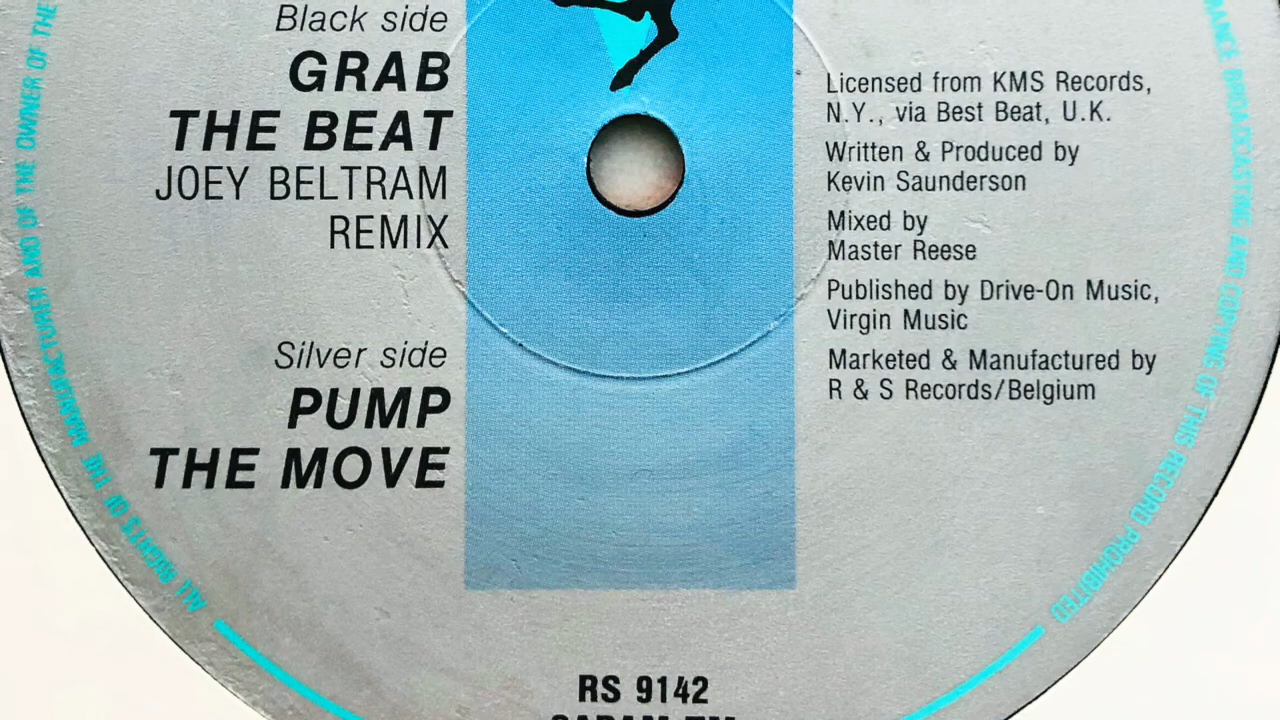 Black side
GRAB
THE BEAT
JOEY BELTRAM
REMIX
Silver side
PUMP
THE MOVE
Licensed from KMS Records,
N.Y., via Best Beat, U.K.
Written & Produced by
Kevin Saunderson
Mixed by
Master Reese
Published by Drive-On Music,
Virgin Music
Marketed & Manufactured by
R & S Records/Belgium
RS 9142
ALL RIGHTS OF THE MANUFACTURER AND OF THE OWNER OF THE
BROADCASTING AND COPYING OF THIS RECORD PROHIBITED